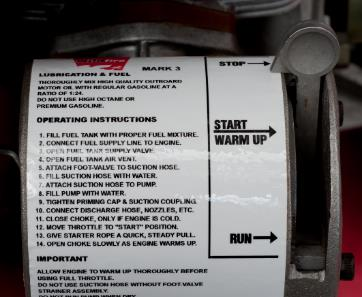 MARK 3
LUBRICATION & FUEL
THOROUGHLY MIX HIGH QUALITY OUTBOARD
MOTOR OIL WITH REGULAR GASOLINE AT A
RATIO OF 1:24.
DO NOT USE HIGH OCTANE OR
PREMIUM GASOLINE.
OPERATING INSTRUCTIONS
1. FILL FUEL TANK WITH PROPER FUEL MIXTURE.
2. CONNECT FUEL SUPPLY LINE TO ENGINE.
3. OPEN FUEL TANK SUPPLY VALVE.
4. OPEN FUEL TANK AIR VENT.
5. ATTACH FOOT-VALVE TO SUCTION HOSE.
6. FILL SUCTION HOSE WITH WATER.
7. ATTACH SUCTION HOSE TO PUMP.
8. FILL PUMP WITH WATER.
9. TIGHTEN PRIMING CAP & SUCTION COUPLING.
10. CONNECT DISCHARGE HOSE, NOZZLES, ETC.
11. CLOSE CHOKE, ONLY IF ENGINE IS COLD.
12. MOVE THROTTLE TO "START" POSITION.
13. GIVE STARTER ROPE A QUICK, STEADY PULL.
14. OPEN CHOKE SLOWLY AS ENGINE WARMS UP.
IMPORTANT
ALLOW ENGINE TO WARM UP THOROUGHLY BEFORE
USING FULL THROTTLE.
DO NOT USE SUCTION HOSE WITHOUT FOOT-VALVE
STRAINER ASSEMBLY.
DO NOT RUN PUMP WHEN DRY.
STOP
START
WARM UP
RUN